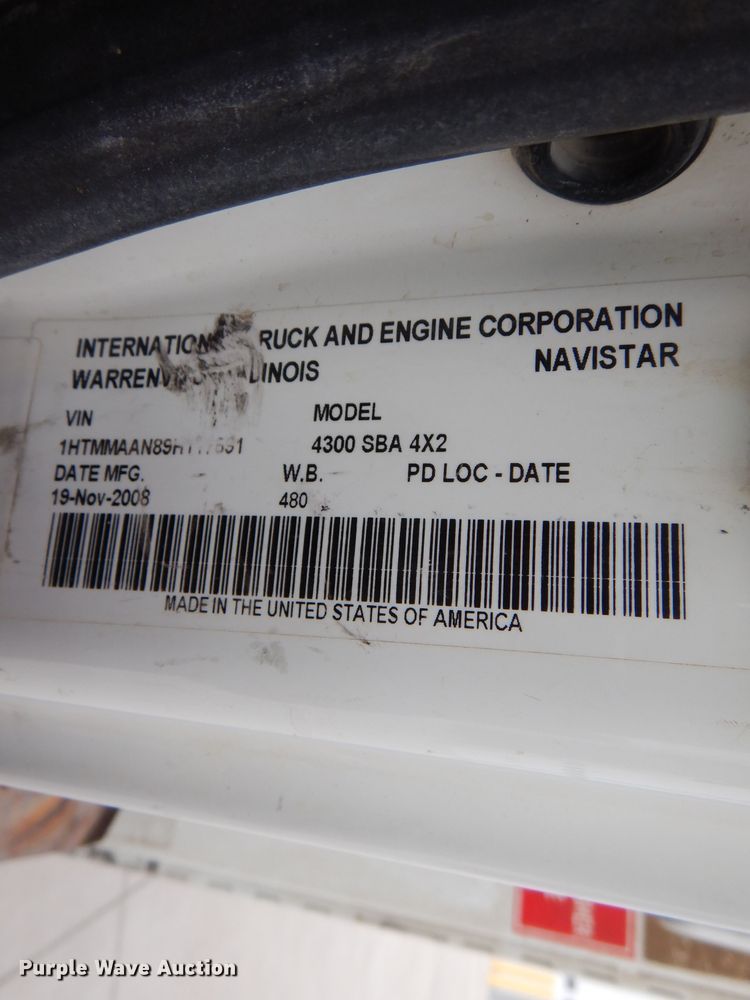 INTERNATIONAL TRUCK AND ENGINE CORPORATION
ILLINOIS NAVISTAR
VIN MODEL
4300 SBA 4X2
DATE MFG. W.B. PD LOC - DATE
19-Nov-2008 480
MADE IN THE UNITED STATES OF AMERICA
Purple Wave Auction